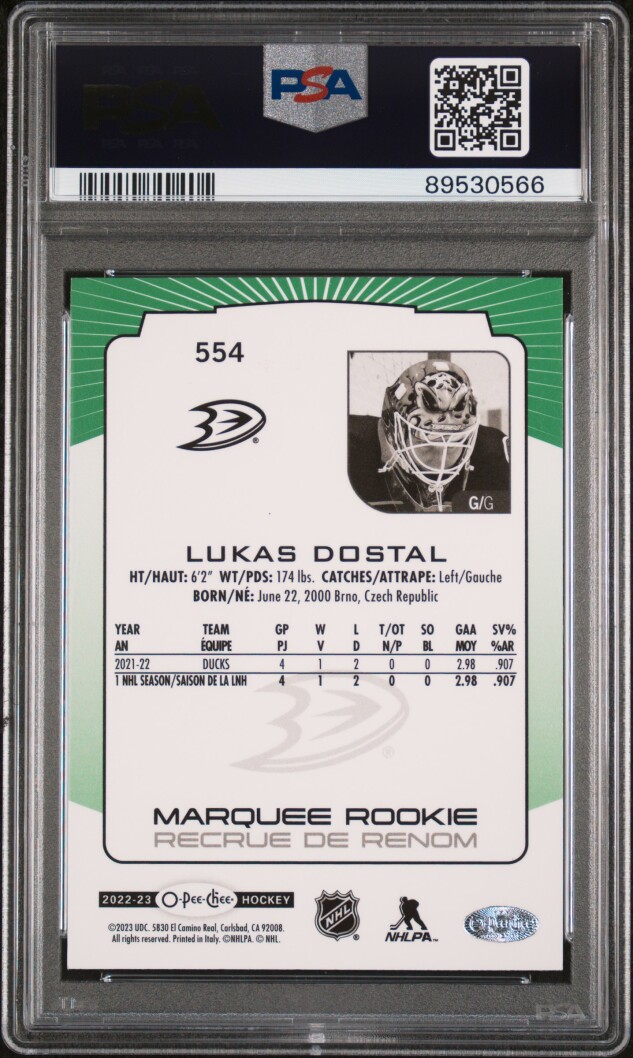 PSA
89530566
554
G/G
LUKAS DOSTAL
HT/HAUT: 6'2" WT/PDS: 174 lbs. CATCHES/ATTRAPE: Left/Gauche
BORN/NÉ: June 22, 2000 Brno, Czech Republic
YEAR TEAM GP W L T/OT SO GAA SV%
AN ÉQUIPE PJ V D N/P BL MOY %AR
2021-22 DUCKS 4 1 2 0 0 2.98 .907
1 NHL SEASON/SAISON DE LA LNH 4 1 2 0 0 2.98 .907
MARQUEE ROOKIE
RECRUE DE RENOM
2022-23 O-Pee-Chee HOCKEY
NHL
NHLPA™
O-Pee-Chee
©2023 UDC. 5830 El Camino Real, Carlsbad, CA 92008.
All rights reserved. Printed in Italy. ©NHLPA. © NHL.
PSA